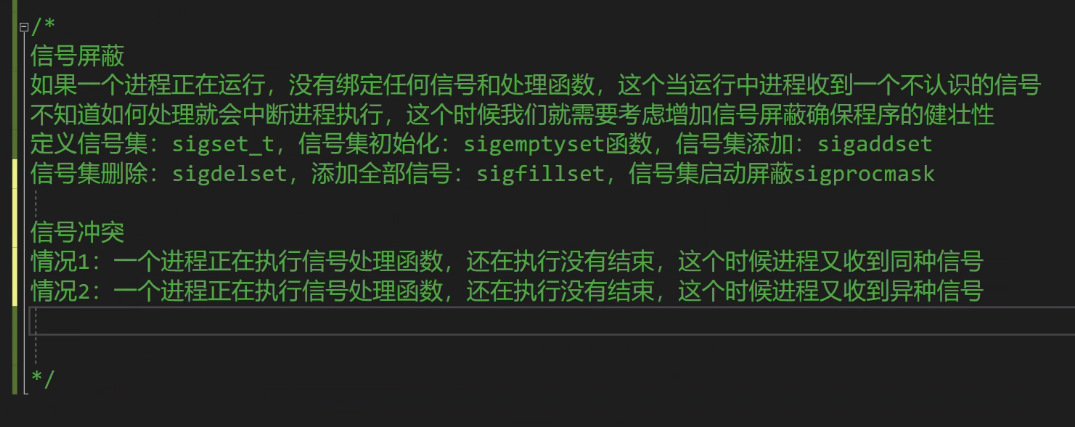 /*
信号屏蔽
如果一个进程正在运行，没有绑定任何信号和处理函数，这个当运行中进程收到一个不认识的信号
不知道如何处理就会中断进程执行，这个时候我们就需要考虑增加信号屏蔽确保程序的健壮性
定义信号集：sigset_t，信号集初始化：sigemptyset函数，信号集添加：sigaddset
信号集删除：sigdelset，添加全部信号：sigfillset，信号集启动屏蔽sigprocmask
信号冲突
情况1：一个进程正在执行信号处理函数，还在执行没有结束，这个时候进程又收到同种信号
情况2：一个进程正在执行信号处理函数，还在执行没有结束，这个时候进程又收到异种信号
*/